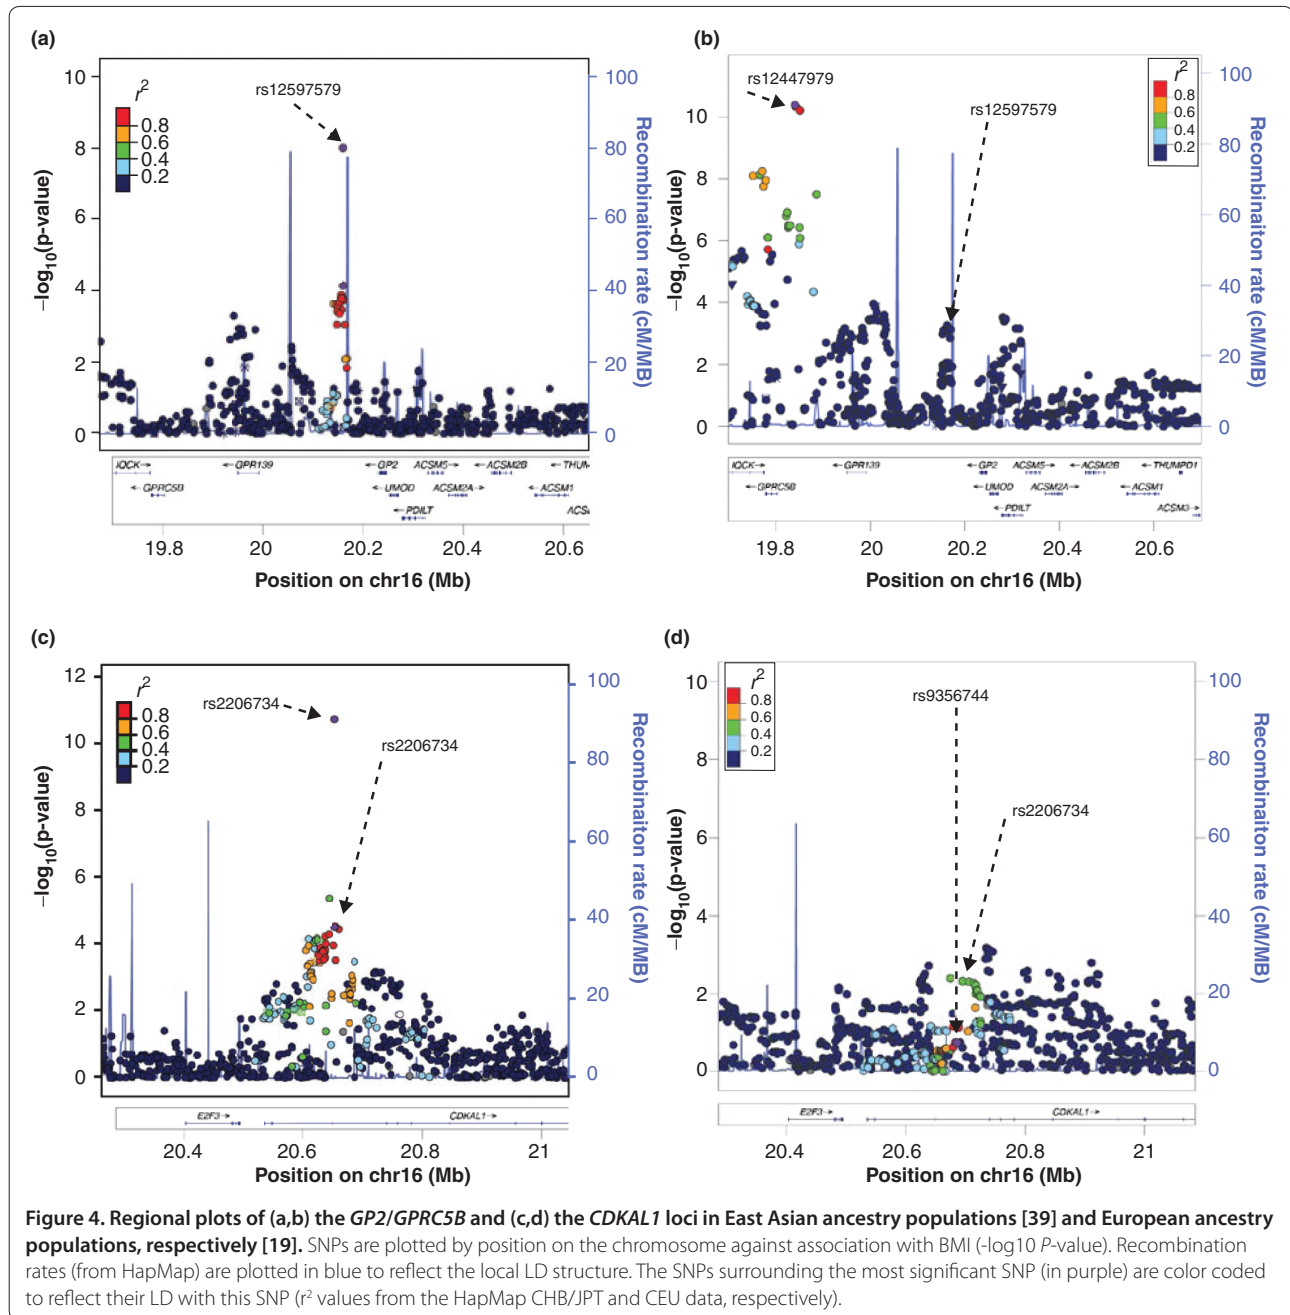 (a)
10
8
6
4
2
0
−log10(p-value)
r2
0.8
0.6
0.4
0.2
rs12597579
100
80
60
40
20
0
Recombinaiton rate (cM/MB)
IQCK→
←GPR139
←GP2
ACSM5→
←ACSM2B
←THUM
←GPRC5B
←UMOD
ACSM2A→
←ACSM1
←PDILT
19.8
20
20.2
20.4
20.6
Position on chr16 (Mb)
(b)
10
8
6
4
2
0
−log10(p-value)
rs12447979
rs12597579
r2
0.8
0.6
0.4
0.2
100
80
60
40
20
0
Recombinaiton rate (cM/MB)
IQCK→
←GPR139
←GP2
ACSM5→
←ACSM2B
←THUMPD1
←GPRC5B
←UMOD
ACSM2A→
←ACSM1
←PDILT
ACSM3→
19.8
20
20.2
20.4
20.6
Position on chr16 (Mb)
(c)
12
10
8
6
4
2
0
−log10(p-value)
r2
0.8
0.6
0.4
0.2
rs2206734
rs2206734
100
80
60
40
20
0
Recombinaiton rate (cM/MB)
E2F3→
CDKAL1→
20.4
20.6
20.8
21
Position on chr16 (Mb)
(d)
10
8
6
4
2
0
−log10(p-value)
r2
0.8
0.6
0.4
0.2
rs9356744
rs2206734
100
80
60
40
20
0
Recombinaiton rate (cM/MB)
E2F3→
CDKAL1→
20.4
20.6
20.8
21
Position on chr16 (Mb)
Figure 4. Regional plots of (a,b) the GP2/GPRC5B and (c,d) the CDKAL1 loci in East Asian ancestry populations [39] and European ancestry
populations, respectively [19]. SNPs are plotted by position on the chromosome against association with BMI (-log10 P-value). Recombination
rates (from HapMap) are plotted in blue to reflect the local LD structure. The SNPs surrounding the most significant SNP (in purple) are color coded
to reflect their LD with this SNP (r2 values from the HapMap CHB/JPT and CEU data, respectively).